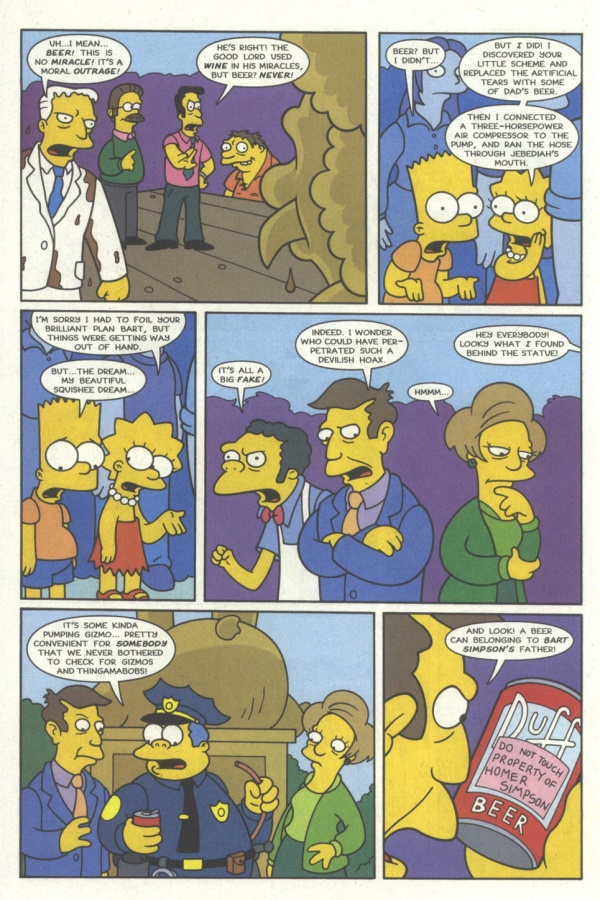 UH...I MEAN...
BEER! THIS IS
NO MIRACLE! IT'S A
MORAL OUTRAGE!
HE'S RIGHT! THE
GOOD LORD USED
WINE IN HIS MIRACLES,
BUT BEER? NEVER!
BEER? BUT
I DIDN'T...
BUT I DID! I
DISCOVERED YOUR
LITTLE SCHEME AND
REPLACED THE ARTIFICIAL
TEARS WITH SOME
OF DAD'S BEER.
THEN I CONNECTED
A THREE-HORSEPOWER
AIR COMPRESSOR TO THE
PUMP, AND RAN THE HOSE
THROUGH JEBEDIAH'S
MOUTH.
I'M SORRY I HAD TO FOIL YOUR
BRILLIANT PLAN BART, BUT
THINGS WERE GETTING WAY
OUT OF HAND.
BUT...THE DREAM...
MY BEAUTIFUL
SQUISHEE DREAM...
IT'S ALL A
BIG FAKE!
INDEED. I WONDER
WHO COULD HAVE PER-
PETRATED SUCH A
DEVILISH HOAX.
HMMM...
HEY EVERYBODY!
LOOKY WHAT I FOUND
BEHIND THE STATUE!
IT'S SOME KINDA
PUMPING GIZMO... PRETTY
CONVENIENT FOR SOMEBODY
THAT WE NEVER BOTHERED
TO CHECK FOR GIZMOS
AND THINGAMABOBS!
AND LOOK! A BEER
CAN BELONGING TO BART
SIMPSON'S FATHER!
Duff
DO NOT TOUCH
PROPERTY OF
HOMER
SIMPSON
BEER